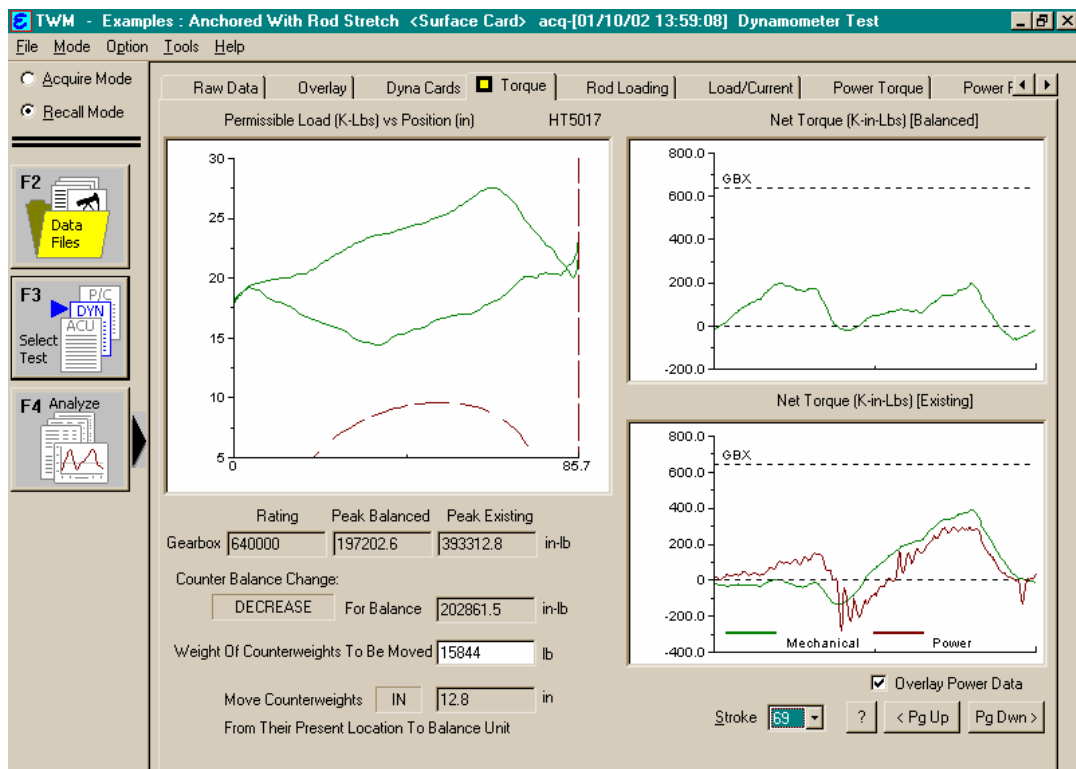 TWM - Examples : Anchored With Rod Stretch <Surface Card> acq-[01/10/02 13:59:08] Dynamometer Test
File Mode Option Tools Help
Acquire Mode
Recall Mode
F2
Data
Files
F3
P/C
DYN
ACU
Select
Test
F4 Analyze
Raw Data Overlay Dyna Cards Torque Rod Loading Load/Current Power Torque Power
Permissible Load (K-Lbs) vs Position (in) HT5017
30
25
20
15
10
5
0 85.7
Net Torque (K-in-Lbs) [Balanced]
800.0
GBX
600.0
400.0
200.0
0
-200.0
Net Torque (K-in-Lbs) [Existing]
800.0
GBX
600.0
400.0
200.0
0
-200.0
Mechanical Power
-400.0
Rating Peak Balanced Peak Existing
Gearbox 640000 197202.6 393312.8 in-lb
Counter Balance Change:
DECREASE For Balance 202861.5 in-lb
Weight Of Counterweights To Be Moved 15844 lb
Move Counterweights IN 12.8 in
From Their Present Location To Balance Unit
Overlay Power Data
Stroke 69 ? < Pg Up Pg Dwn >